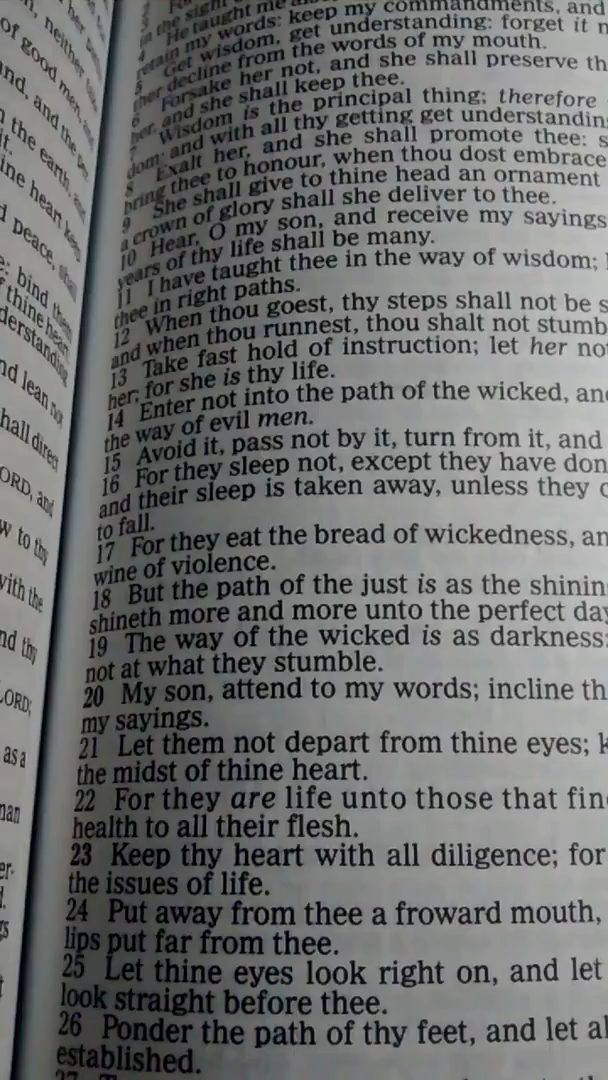 in the sight
4 He taught me
retain my words: keep my commandments, and
5 Get wisdom, get understanding: forget it
ther decline from the words of my mouth.
6 Forsake her not, and she shall preserve
her, and she shall keep thee.
7 Wisdom is the principal thing; therefore
dom: and with all thy getting get
8 Exalt her, and she shall promote thee:
bring thee to honour, when thou dost embrace
9 She shall give to thine head an ornament
a crown of glory shall she deliver to thee.
10 Hear, O my son, and receive my sayings
years of thy life shall be many.
11 I have taught thee in the way of wisdom;
thee in right paths.
12 When thou goest, thy steps shall not be s
and when thou runnest, thou shalt not stumb
13 Take fast hold of instruction; let her no
her; for she is thy life.
14 Enter not into the path of the wicked, an
the way of evil men.
15 Avoid it, pass not by it, turn from it, and
16 For they sleep not, except they have don
and their sleep is taken away, unless they
to fall.
17 For they eat the bread of wickedness, an
wine of violence.
18 But the path of the just is as the shinin
shineth more and more unto the perfect day
19 The way of the wicked is as darkness:
not at what they stumble.
20 My son, attend to my words; incline th
my sayings.
21 Let them not depart from thine eyes; k
the midst of thine heart.
22 For they are life unto those that fin
health to all their flesh.
23 Keep thy heart with all diligence; for
the issues of life.
24 Put away from thee a froward mouth,
lips put far from thee.
25 Let thine eyes look right on, and let
look straight before thee.
26 Ponder the path of thy feet, and let al
established.